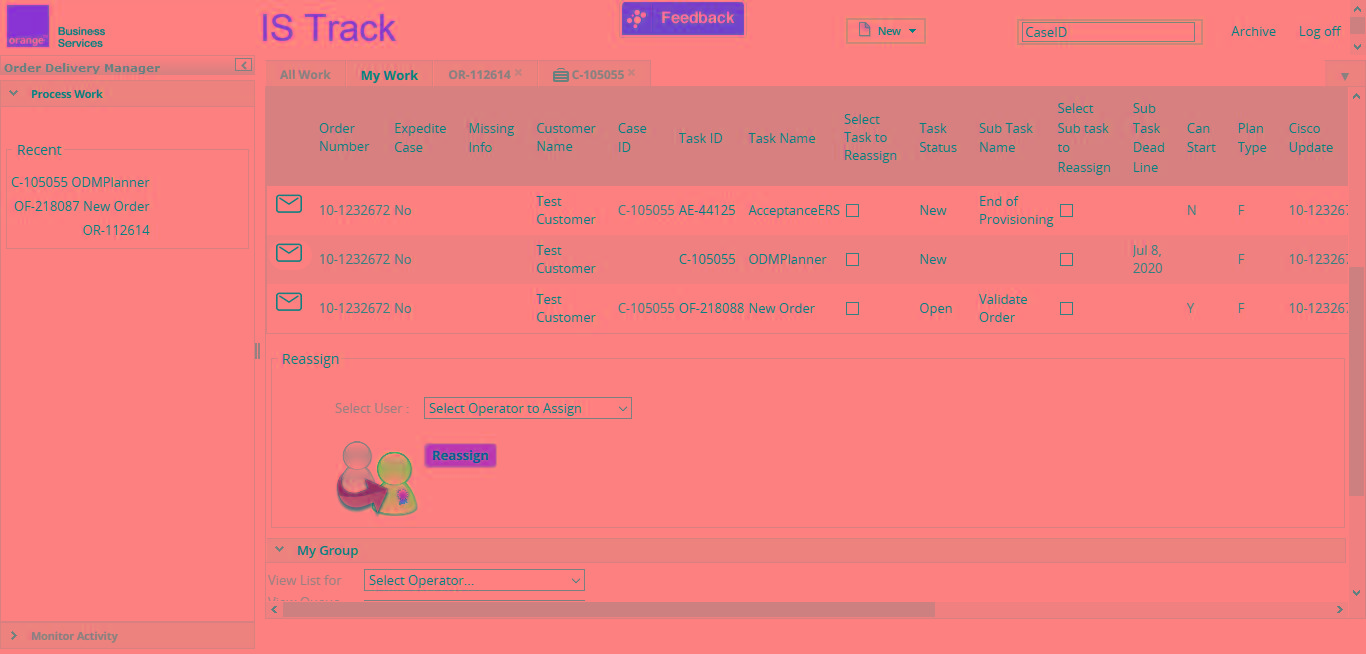 orange™
Business
Services
IS Track
Feedback
New
CaseID
Archive
Log off
Order Delivery Manager
Process Work
Recent
C-105055 ODMPlanner
OF-218087 New Order
OR-112614
Monitor Activity
All Work
My Work
OR-112614
C-105055
Order Number
Expedite Case
Missing Info
Customer Name
Case ID
Task ID
Task Name
Select Task to Reassign
Task Status
Sub Task Name
Select Sub task to Reassign
Sub Task Dead Line
Can Start
Plan Type
Cisco Update
10-1232672 No Test Customer C-105055 AE-44125 AcceptanceERS New End of Provisioning N F 10-12326
10-1232672 No Test Customer C-105055 ODMPlanner New Jul 8, 2020 F 10-12326
10-1232672 No Test Customer C-105055 OF-218088 New Order Open Validate Order Y F 10-12326
Reassign
Select User :
Select Operator to Assign
Reassign
My Group
View List for
Select Operator...
View Queue